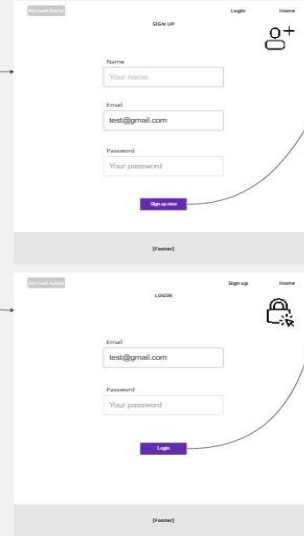 Login Home
SIGN UP
Name
Your name
Email
test@gmail.com
Password
Your password
Sign up now
[Footer]
Sign up Home
LOGIN
Email
test@gmail.com
Password
Your password
Login
[Footer]